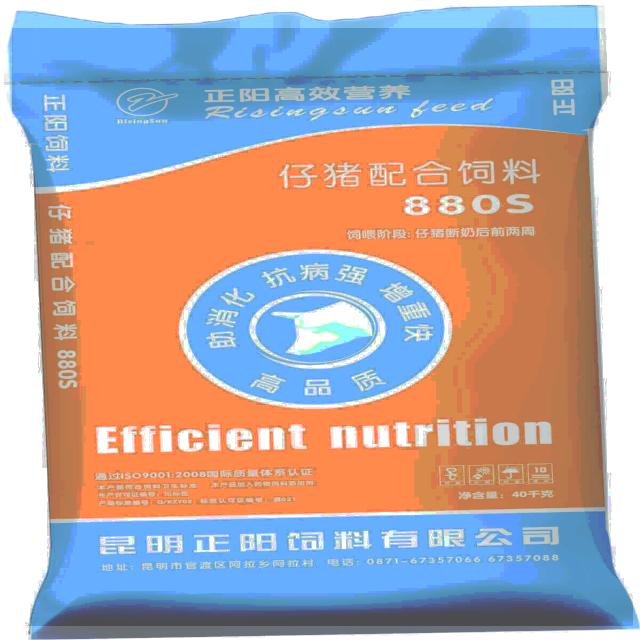 正阳高效营养
Risingsun feed
RisingSun
正阳饲料 仔猪配合饲料 880S
仔猪配合饲料
880S
饲喂阶段: 仔猪断奶后前两周
助消化 抗病强 增重快
高品质
Efficient nutrition
通过ISO9001:2008国际质量体系认证
10
净含量: 40千克
昆明正阳饲料有限公司
地址: 昆明市官渡区阿拉乡阿拉村 电话: 0871-67357066 67357088